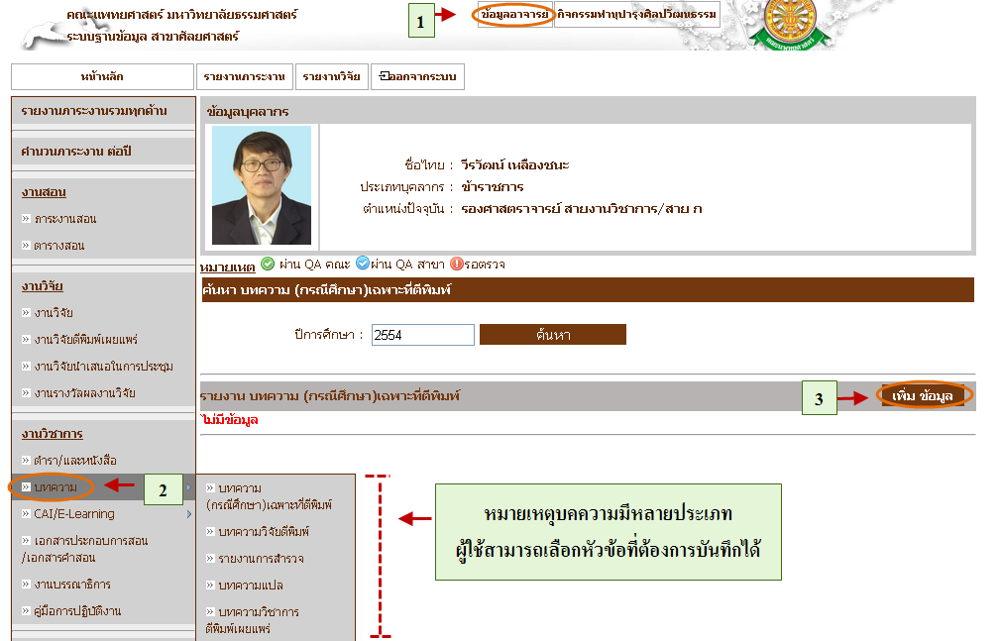 คณะแพทยศาสตร์ มหาวิทยาลัยธรรมศาสตร์
ระบบฐานข้อมูล สาขาศัลยศาสตร์
1
ข้อมูลอาจารย์
กิจกรรมทำนุบำรุงศิลปวัฒนธรรม
หน้าหลัก
รายงานภาระงาน
รายงานวิจัย
ออกจากระบบ
รายงานภาระงานรวมทุกด้าน
คำนวนภาระงาน ต่อปี
งานสอน
» ภาระงานสอน
» ตารางสอน
งานวิจัย
» งานวิจัย
» งานวิจัยตีพิมพ์เผยแพร่
» งานวิจัยนำเสนอในการประชุม
» งานรางวัลผลงานวิจัย
งานวิชาการ
» ตำรา/และหนังสือ
» บทความ
2
» CAI/E-Learning
» เอกสารประกอบการสอน
/เอกสารคำสอน
» งานบรรณาธิการ
» คู่มือการปฏิบัติงาน
ข้อมูลบุคลากร
ชื่อไทย : วีรวัฒน์ เหลืองชนะ
ประเภทบุคลากร : ข้าราชการ
ตำแหน่งปัจจุบัน : รองศาสตราจารย์ สายงานวิชาการ/สาย ก
หมายเหต ผ่าน QA คณะ ผ่าน QA สาขา รอตรวจ
ค้นหา บทความ (กรณีศึกษา)เฉพาะที่ตีพิมพ์
ปีการศึกษา : 2554 ค้นหา
รายงาน บทความ (กรณีศึกษา)เฉพาะที่ตีพิมพ์
3
เพิ่ม ข้อมูล
ไม่มีข้อมูล
» บทความ
(กรณีศึกษา)เฉพาะที่ตีพิมพ์
» บทความวิจัยตีพิมพ์
» รายงานการสำรวจ
» บทความแปล
» บทความวิชาการ
ตีพิมพ์เผยแพร่
หมายเหตุบคความมีหลายประเภท
ผู้ใช้สามารถเลือกหัวข้อที่ต้องการบันทึกได้